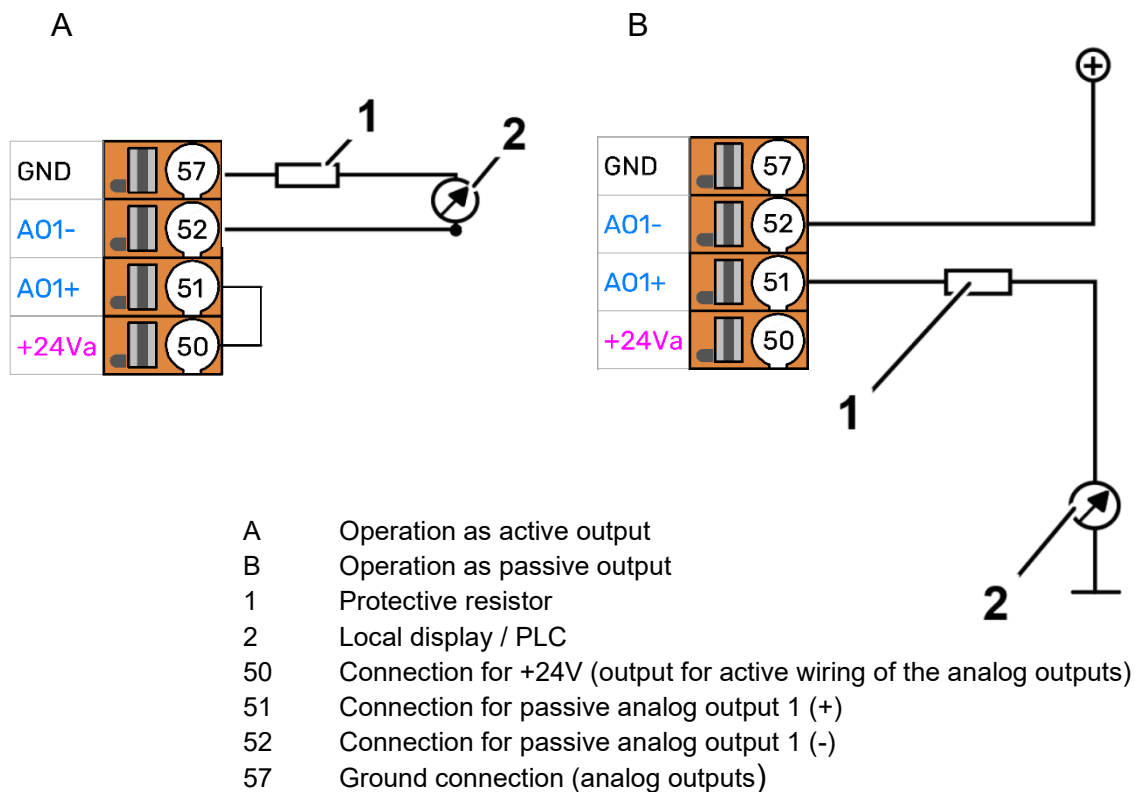 A
B
1
2
GND 57
AO1- 52
AO1+ 51
+24Va 50
GND 57
AO1- 52
AO1+ 51
+24Va 50
1
2
A Operation as active output
B Operation as passive output
1 Protective resistor
2 Local display / PLC
50 Connection for +24V (output for active wiring of the analog outputs)
51 Connection for passive analog output 1 (+)
52 Connection for passive analog output 1 (-)
57 Ground connection (analog outputs)